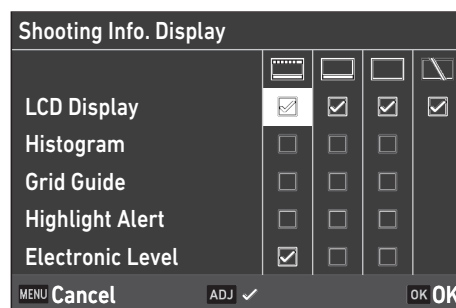 Shooting Info. Display
LCD Display
Histogram
Grid Guide
Highlight Alert
Electronic Level
MENU Cancel ADJ ✓ OK OK